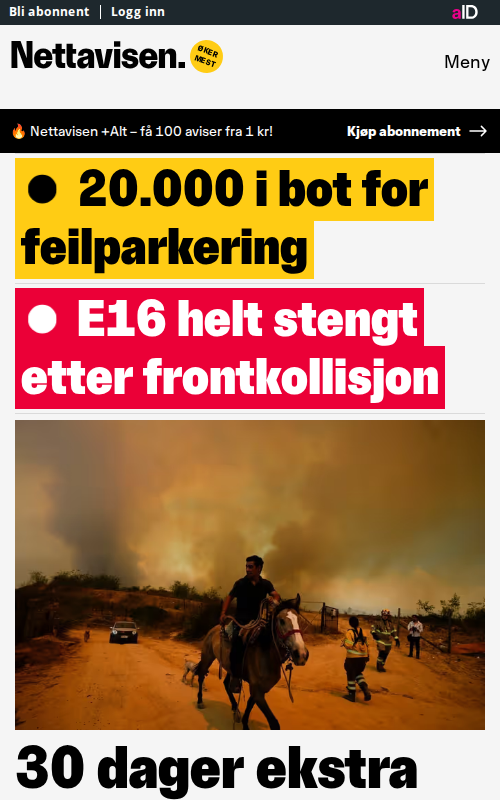 Bli abonnent
Logg inn
aID
Nettavisen.
ØKER
MEST
Meny
🔥 Nettavisen +Alt – få 100 aviser fra 1 kr!
Kjøp abonnement →
20.000 i bot for
feilparkering
E16 helt stengt
etter frontkollisjon
30 dager ekstra